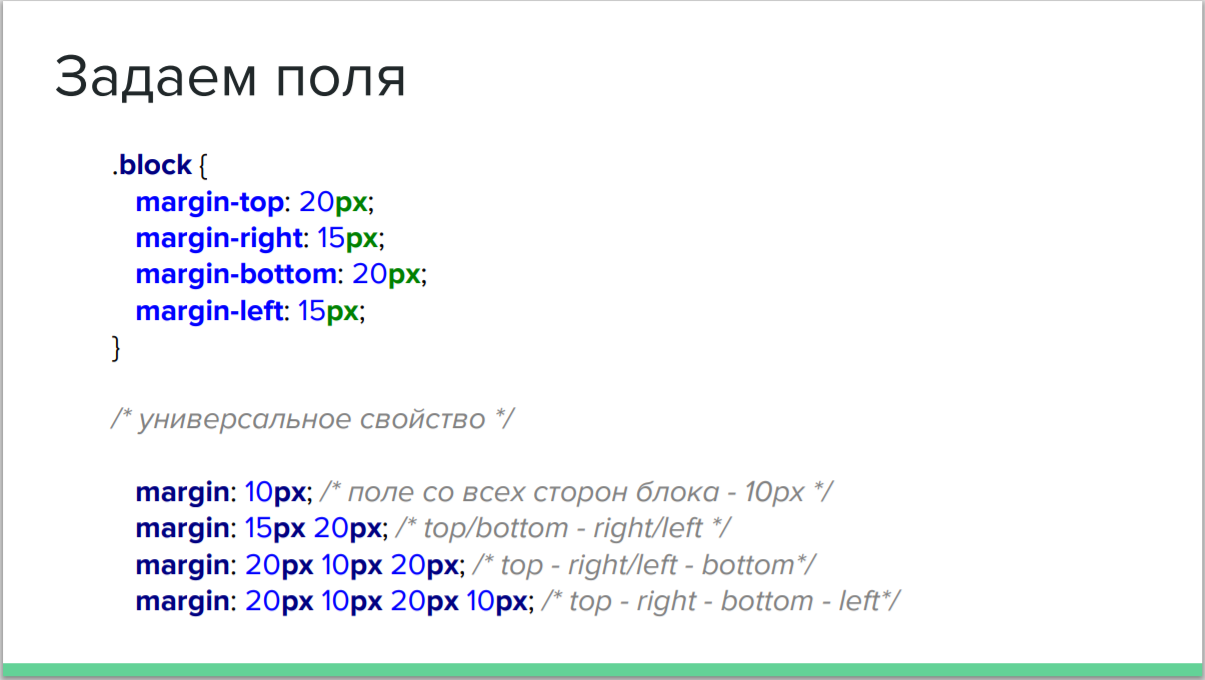 Задаем поля
.block {
margin-top: 20px;
margin-right: 15px;
margin-bottom: 20px;
margin-left: 15px;
}
/* универсальное свойство */
margin: 10px; /* поле со всех сторон блока - 10px */
margin: 15px 20px; /* top/bottom - right/left */
margin: 20px 10px 20px; /* top - right/left - bottom*/
margin: 20px 10px 20px 10px; /* top - right - bottom - left*/